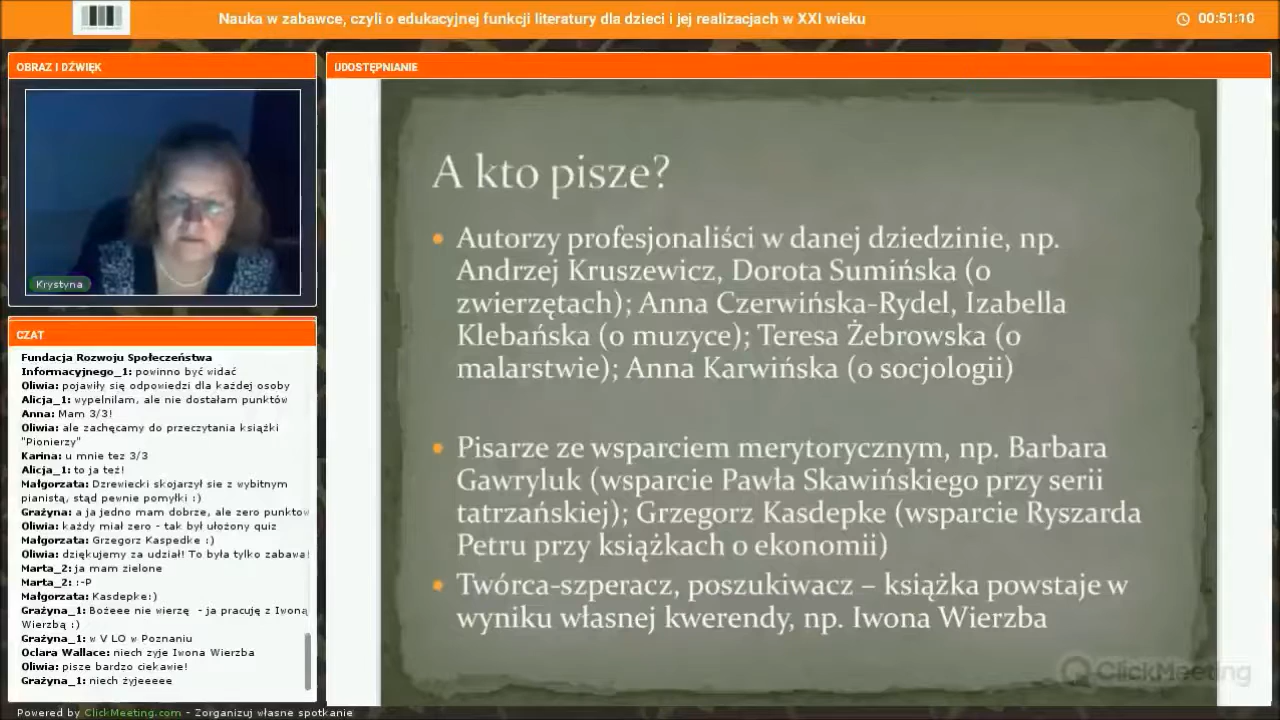 Nauka w zabawce, czyli o edukacyjnej funkcji literatury dla dzieci i jej realizacjach w XXI wieku
00:51:10
OBRAZ I DŹWIĘK
Krystyna
CZAT
Fundacja Rozwoju Społeczeństwa
Informacyjnego_1: powinno być widać
Oliwia: pojawiły się odpowiedzi dla każdej osoby
Alicja_1: wypelnilam, ale nie dostałam punktów
Anna: Mam 3/3!
Oliwia: ale zachęcamy do przeczytania książki
"Pionierzy"
Karina: u mnie tez 3/3
Alicja_1: to ja też!
Małgorzata: Dzrewiecki skojarzył sie z wybitnym
pianistą, stąd pewnie pomyłki :)
Grażyna: a ja jedno mam dobrze, ale zero punktow
Oliwia: każdy miał zero - tak był ułożony quiz
Małgorzata: Grzegorz Kaspedke :)
Oliwia: dziękujemy za udział! To była tylko zabawa!
Marta_2: ja mam zielone
Marta_2: :-P
Małgorzata: Kasdepke:)
Grażyna_1: Bożeee nie wierzę - ja pracuję z Iwoną
Wierzbą :)
Grażyna_1: w V LO w Poznaniu
Oclara Wallace: niech zyje Iwona Wierzba
Oliwia: pisze bardzo ciekawie!
Grażyna_1: niech żyjeeeee
UDOSTĘPNIANIE
A kto pisze?
Autorzy profesjonaliści w danej dziedzinie, np.
Andrzej Kruszewicz, Dorota Sumińska (o
zwierzętach); Anna Czerwińska-Rydel, Izabella
Klebańska (o muzyce); Teresa Żebrowska (o
malarstwie); Anna Karwińska (o socjologii)
Pisarze ze wsparciem merytorycznym, np. Barbara
Gawryluk (wsparcie Pawła Skawińskiego przy serii
tatrzańskiej); Grzegorz Kasdepke (wsparcie Ryszarda
Petru przy książkach o ekonomii)
Twórca-szperacz, poszukiwacz – książka powstaje w
wyniku własnej kwerendy, np. Iwona Wierzba
ClickMeeting
Powered by ClickMeeting.com - Zorganizuj własne spotkanie